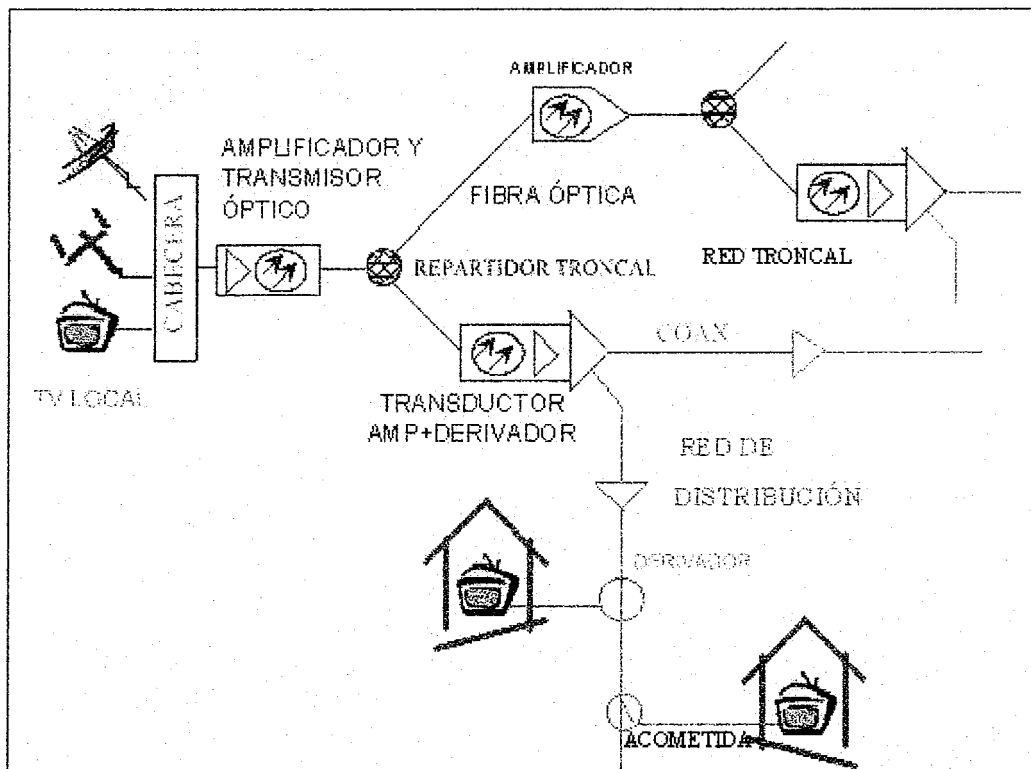 AMPLIFICADOR
AMPLIFICADOR Y
TRANSMISOR
ÓPTICO
FIBRA ÓPTICA
CABECERA
REPARTIDOR TRONCAL
RED TRONCAL
COAX
TV LOCAL
TRANSDUCTOR
AMP+DERIVADOR
RED DE
DISTRIBUCIÓN
DERIVADOR
ACOMETIDA